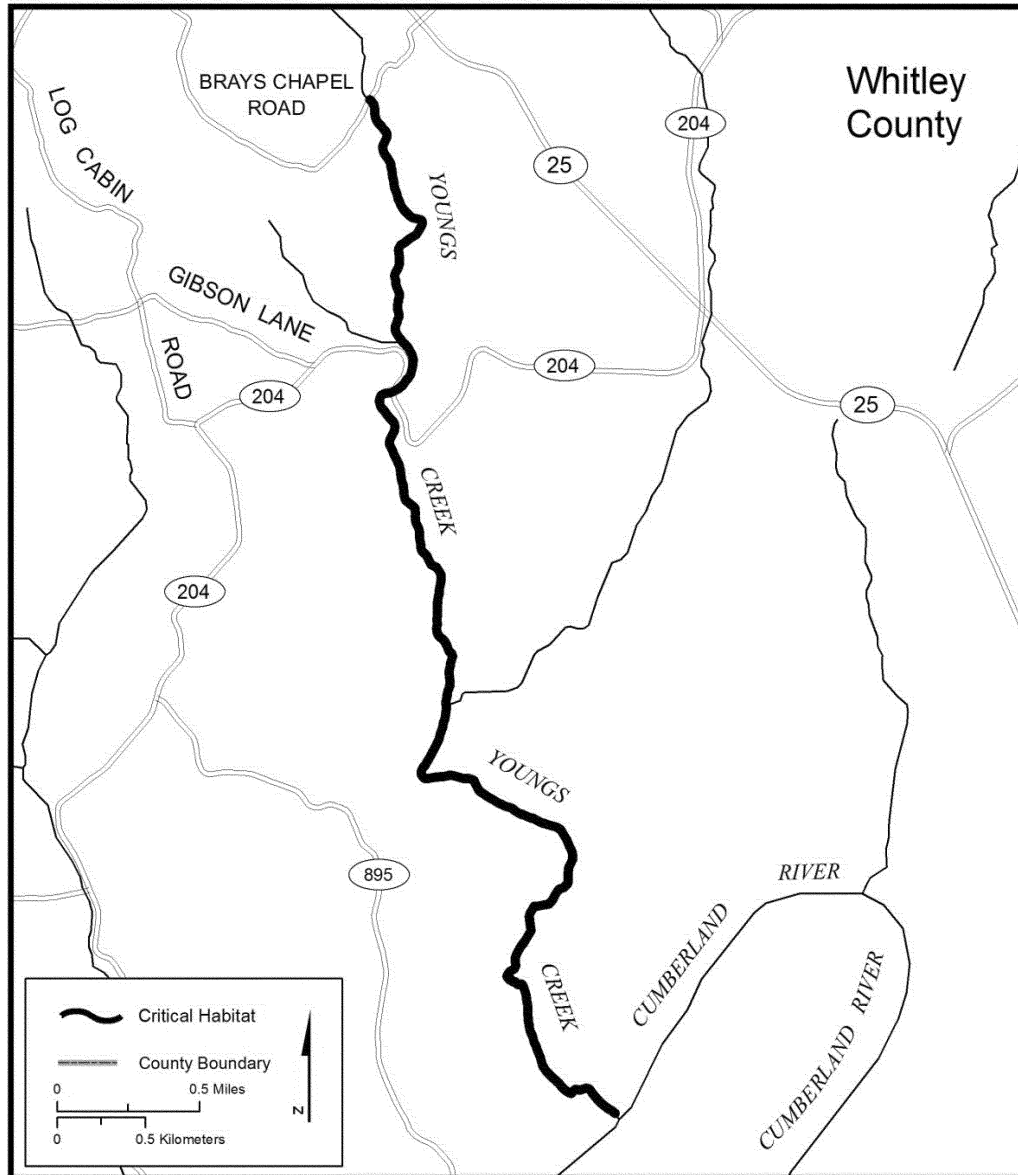 BRAYS CHAPEL
ROAD
Whitley
County
LOG CABIN
204
25
YOUNGS
GIBSON LANE
ROAD
204
204
25
CREEK
204
YOUNGS
895
RIVER
CUMBERLAND
CREEK
CUMBERLAND RIVER
Critical Habitat
County Boundary
0 0.5 Miles
0 0.5 Kilometers
N